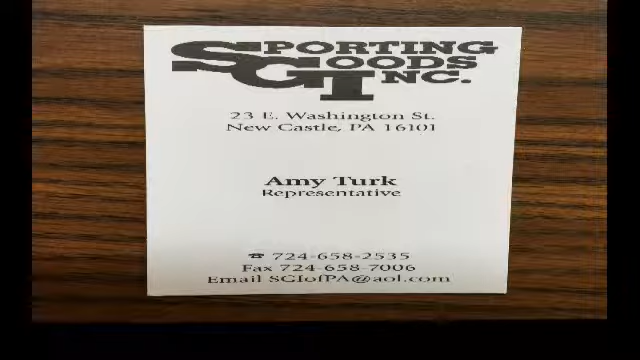 SPORTING
GOODS
INC.
23 E. Washington St.
New Castle, PA 16101
Amy Turk
Representative
☎ 724-658-2535
Fax 724-658-7006
Email SGIofPA@aol.com